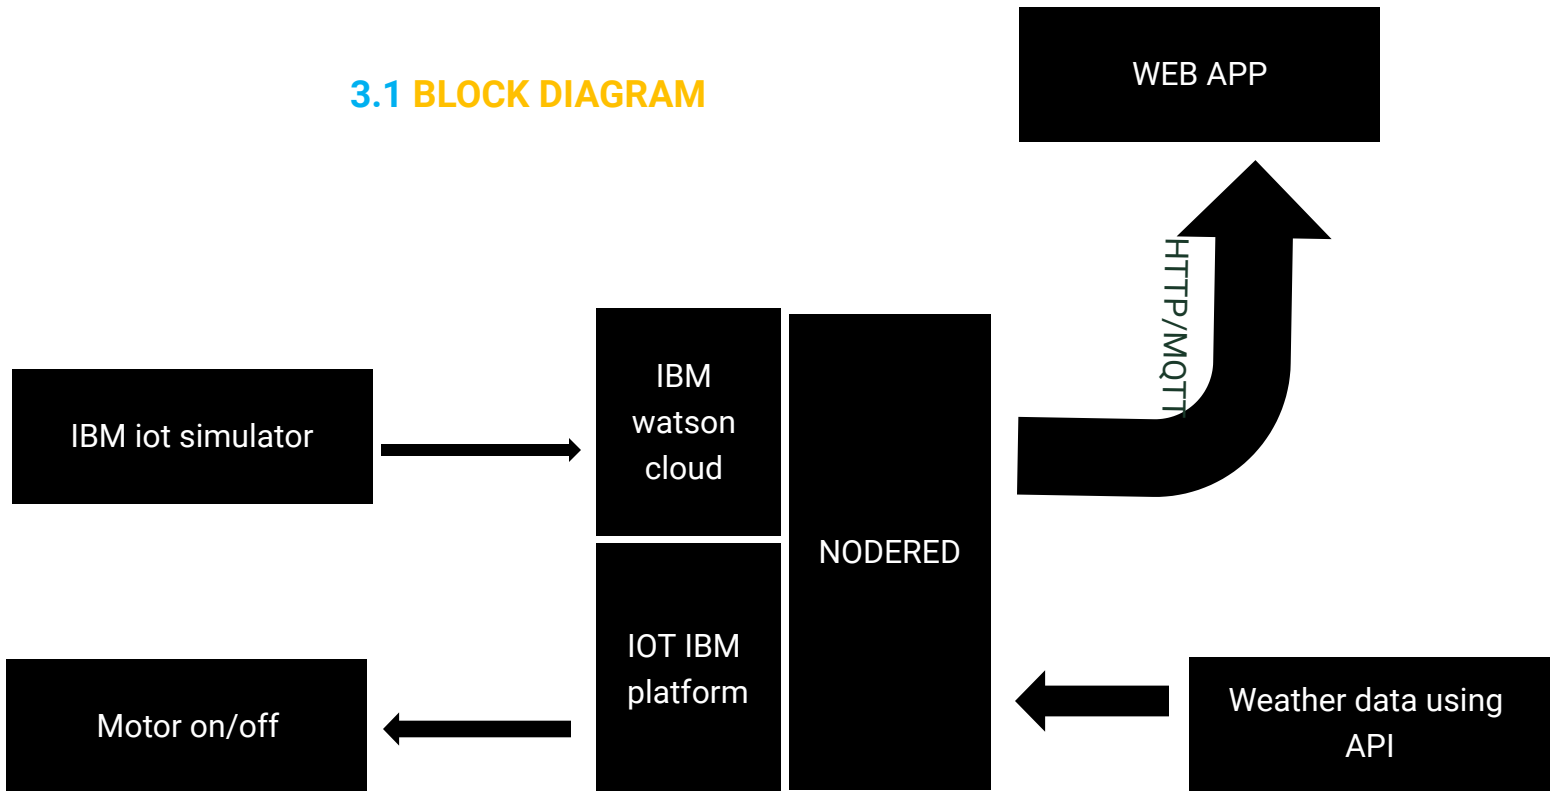 3.1 BLOCK DIAGRAM
WEB APP
HTTP/MQTT
IBM iot simulator
IBM
watson
cloud
NODERED
IOT IBM
platform
Motor on/off
Weather data using
API